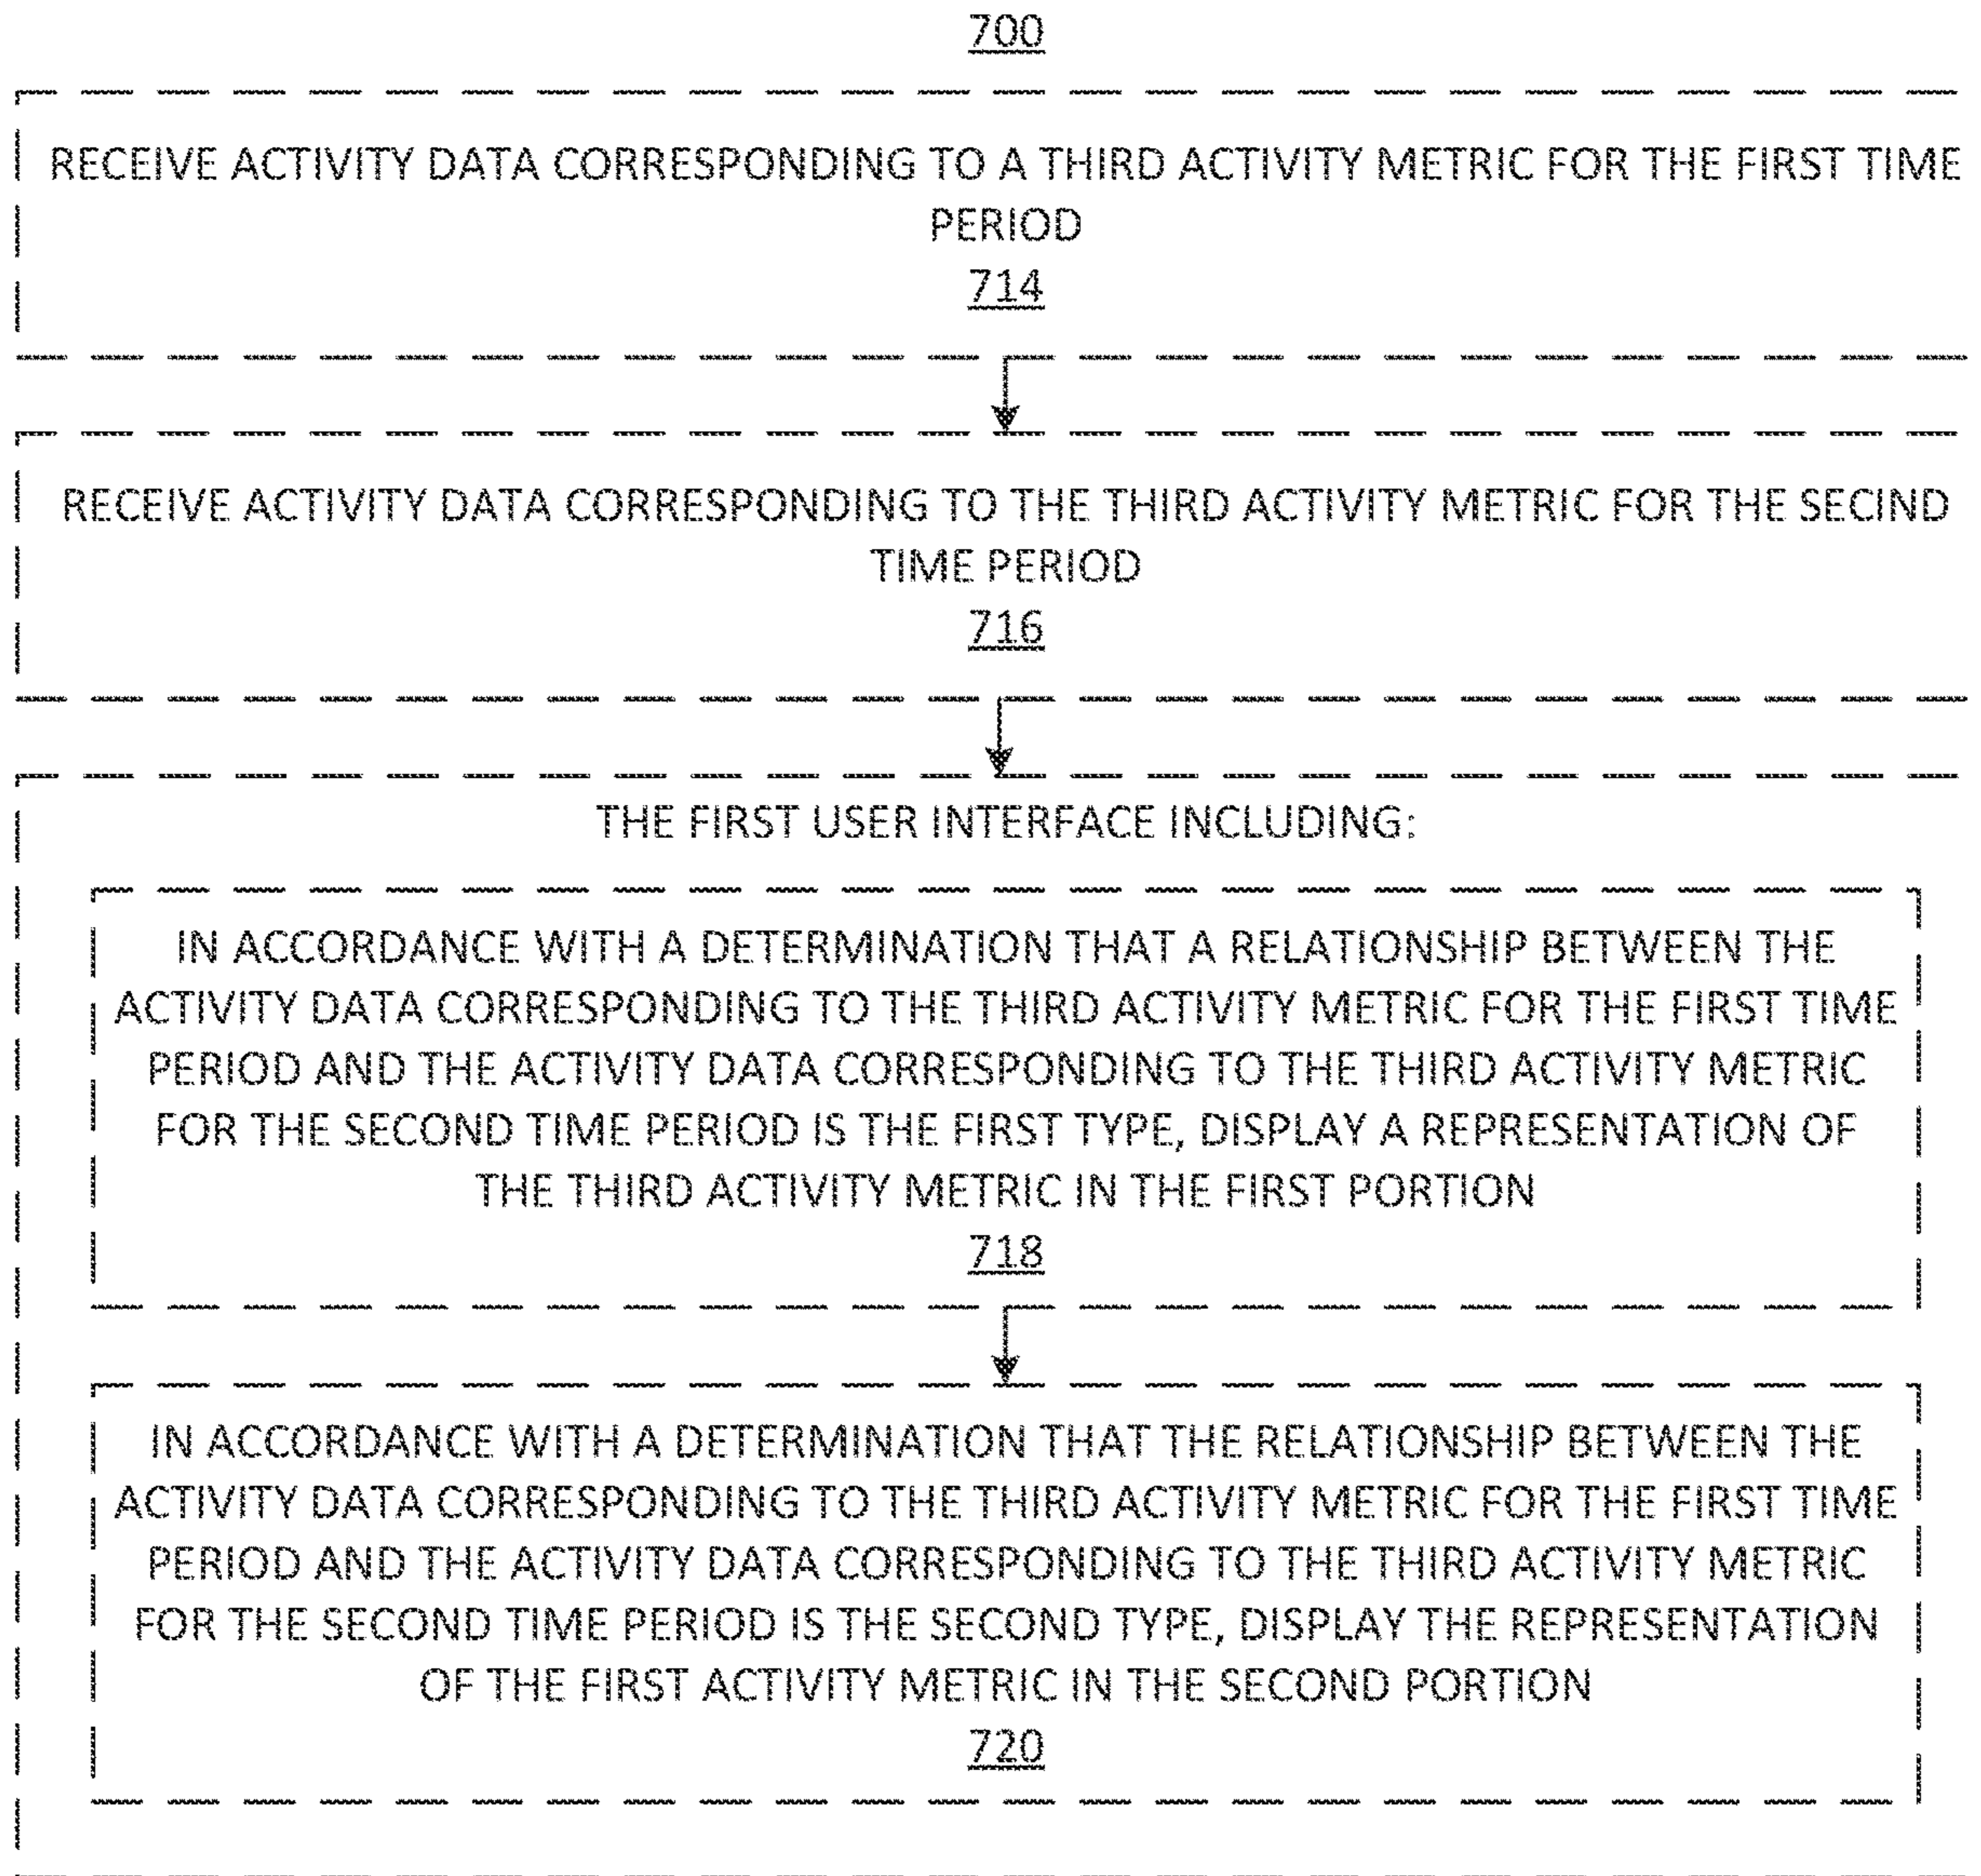 700
RECEIVE ACTIVITY DATA CORRESPONDING TO A THIRD ACTIVITY METRIC FOR THE FIRST TIME
PERIOD
714
RECEIVE ACTIVITY DATA CORRESPONDING TO THE THIRD ACTIVITY METRIC FOR THE SECIND
TIME PERIOD
716
THE FIRST USER INTERFACE INCLUDING:
IN ACCORDANCE WITH A DETERMINATION THAT A RELATIONSHIP BETWEEN THE
ACTIVITY DATA CORRESPONDING TO THE THIRD ACTIVITY METRIC FOR THE FIRST TIME
PERIOD AND THE ACTIVITY DATA CORRESPONDING TO THE THIRD ACTIVITY METRIC
FOR THE SECOND TIME PERIOD IS THE FIRST TYPE, DISPLAY A REPRESENTATION OF
THE THIRD ACTIVITY METRIC IN THE FIRST PORTION
718
IN ACCORDANCE WITH A DETERMINATION THAT THE RELATIONSHIP BETWEEN THE
ACTIVITY DATA CORRESPONDING TO THE THIRD ACTIVITY METRIC FOR THE FIRST TIME
PERIOD AND THE ACTIVITY DATA CORRESPONDING TO THE THIRD ACTIVITY METRIC
FOR THE SECOND TIME PERIOD IS THE SECOND TYPE, DISPLAY THE REPRESENTATION
OF THE FIRST ACTIVITY METRIC IN THE SECOND PORTION
720